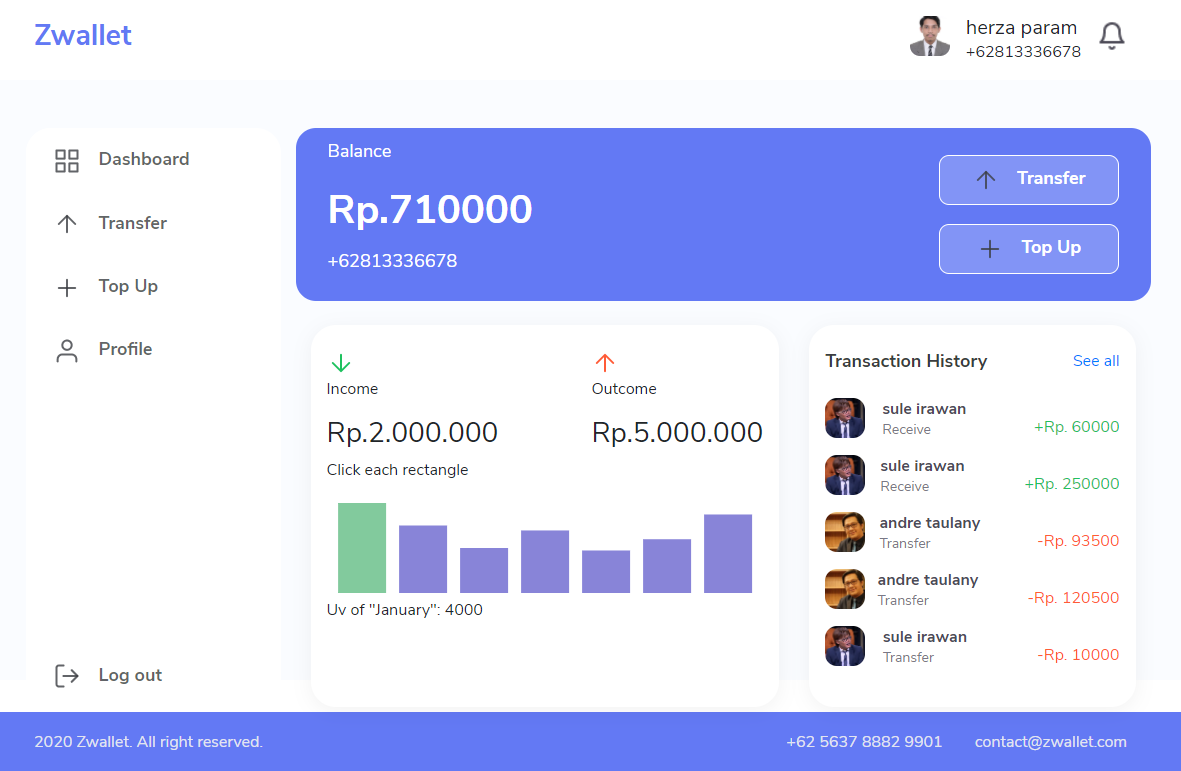 Zwallet
herza param
+62813336678
Dashboard
Transfer
Top Up
Profile
Log out
Balance
Rp.710000
+62813336678
Transfer
Top Up
Income
Rp.2.000.000
Outcome
Rp.5.000.000
Click each rectangle
Uv of "January": 4000
Transaction History
See all
sule irawan
Receive
+Rp. 60000
sule irawan
Receive
+Rp. 250000
andre taulany
Transfer
-Rp. 93500
andre taulany
Transfer
-Rp. 120500
sule irawan
Transfer
-Rp. 10000
2020 Zwallet. All right reserved.
+62 5637 8882 9901
contact@zwallet.com